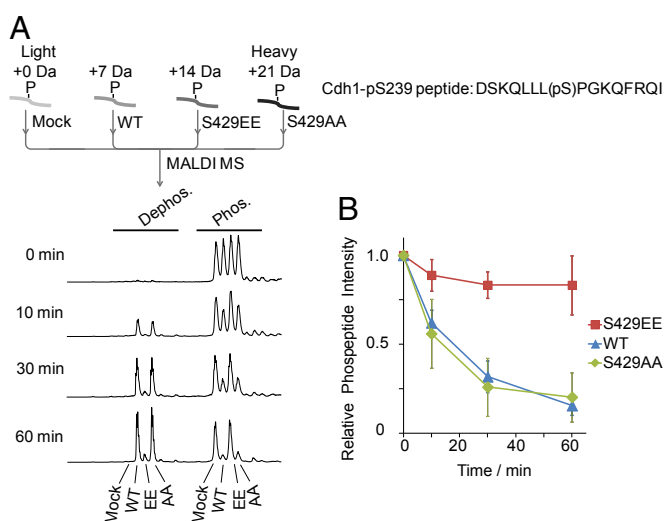 A
Light
Heavy
+0 Da
+7 Da
+14 Da
+21 Da
P
P
P
P
Cdh1-pS239 peptide: DSKQLLL(pS)PGKQFRQI
Mock
WT
S429EE
S429AA
MALDI MS
Dephos.
Phos.
0 min
10 min
30 min
60 min
Mock
WT
EE
AA
Mock
WT
EE
AA
B
Relative Phospeptide Intensity
1.0
0.5
0
0
20
40
60
Time / min
S429EE
WT
S429AA